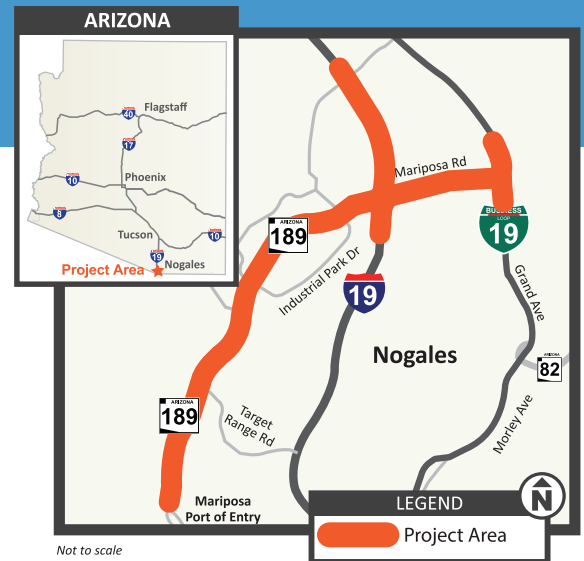 ARIZONA
40
Flagstaff
17
10
Phoenix
8
Tucson
10
19
Nogales
Project Area
Mariposa Rd
ARIZONA
189
BUSINESS
LOOP
19
Industrial Park Dr
19
Grand Ave
Nogales
ARIZONA
82
ARIZONA
189
Target
Range Rd
Morley Ave
Mariposa
Port of Entry
N
LEGEND
Project Area
Not to scale